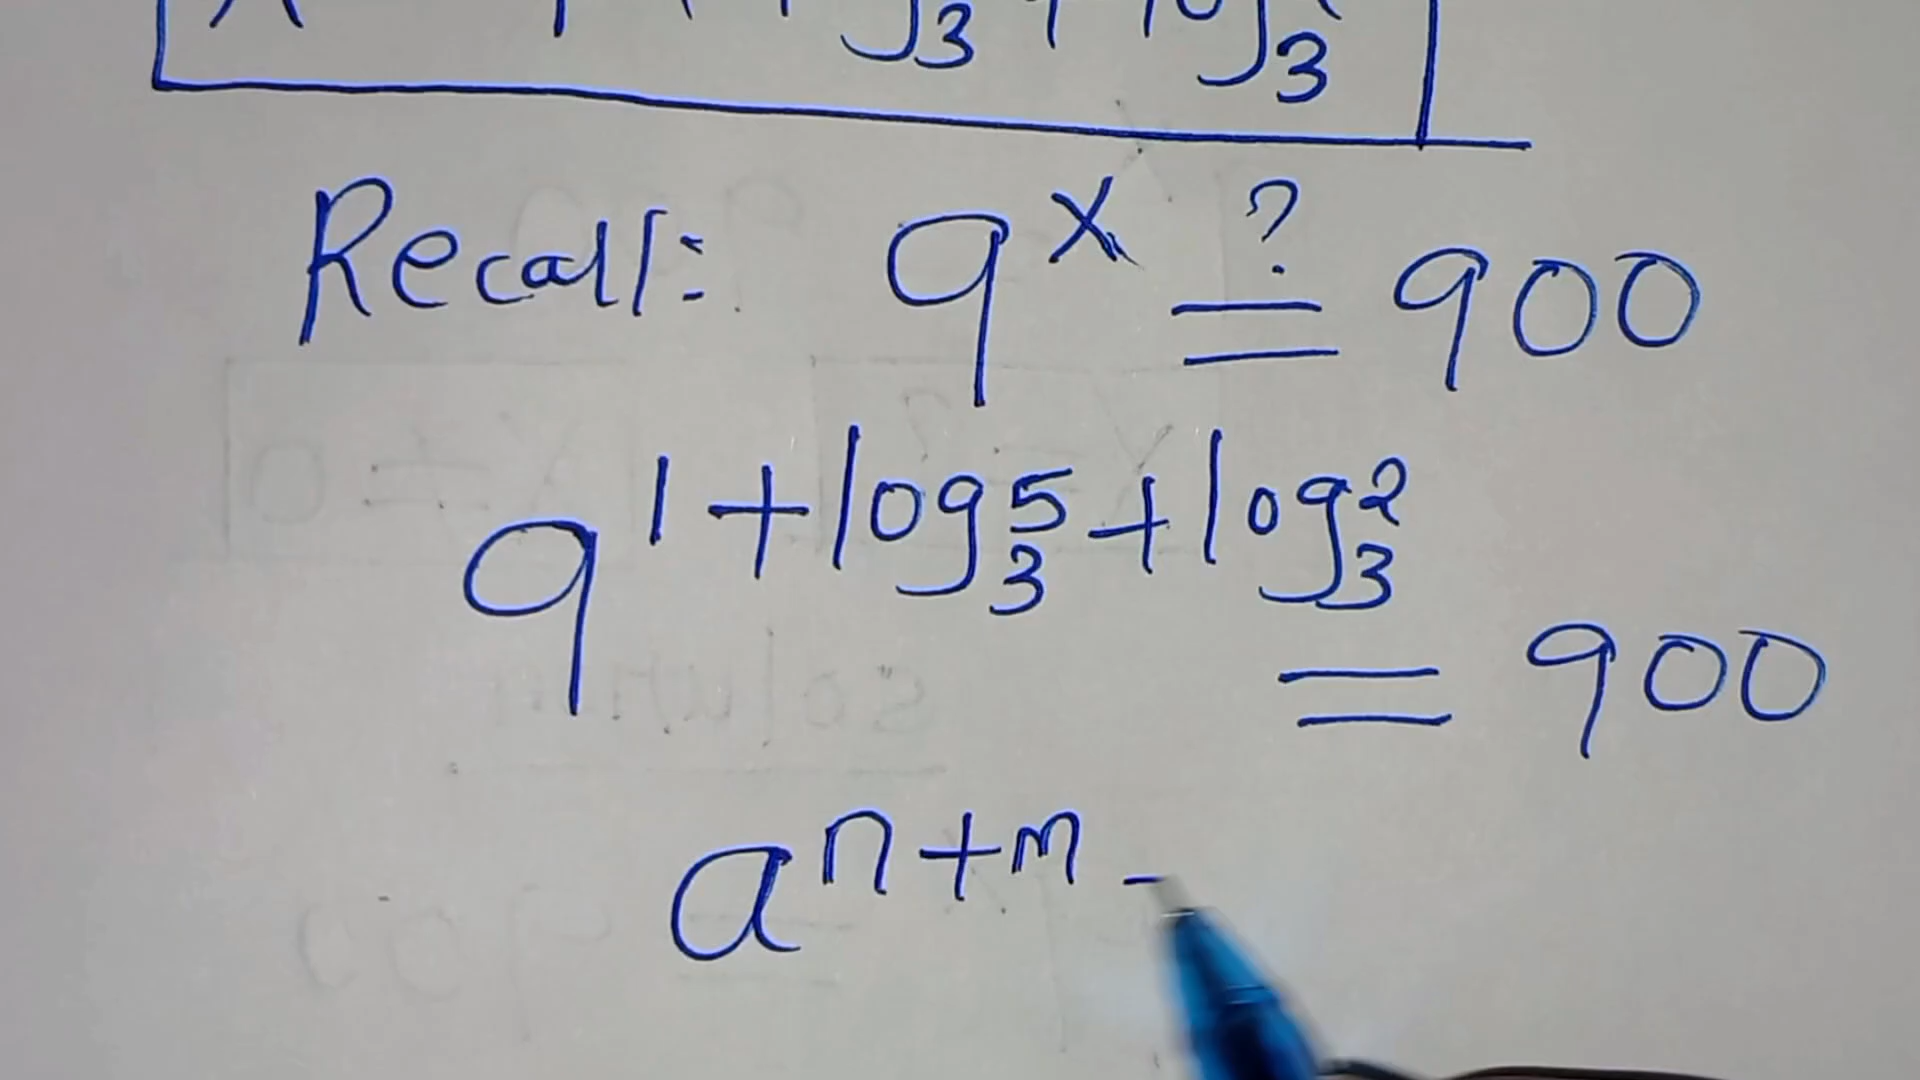 Recall: 9^x ?= 900
9^1+log_3 5+log_3 2
= 900
a^n+m -